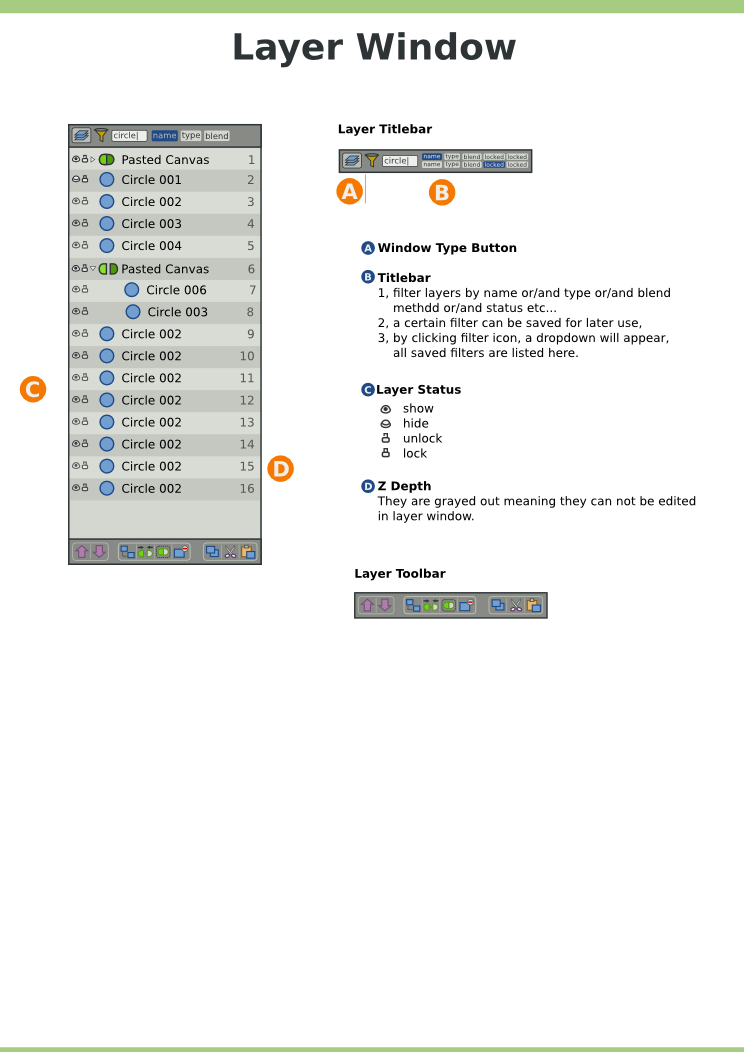 Layer Window
circle| name type blend
Pasted Canvas 1
Circle 001 2
Circle 002 3
Circle 003 4
Circle 004 5
Pasted Canvas 6
Circle 006 7
Circle 003 8
Circle 002 9
Circle 002 10
Circle 002 11
Circle 002 12
Circle 002 13
Circle 002 14
Circle 002 15
Circle 002 16
C
D
Layer Titlebar
circle| name type blend locked locked
name type blend locked locked
A B
A Window Type Button
B Titlebar
1, filter layers by name or/and type or/and blend
methdd or/and status etc...
2, a certain filter can be saved for later use,
3, by clicking filter icon, a dropdown will appear,
all saved filters are listed here.
C Layer Status
show
hide
unlock
lock
D Z Depth
They are grayed out meaning they can not be edited
in layer window.
Layer Toolbar